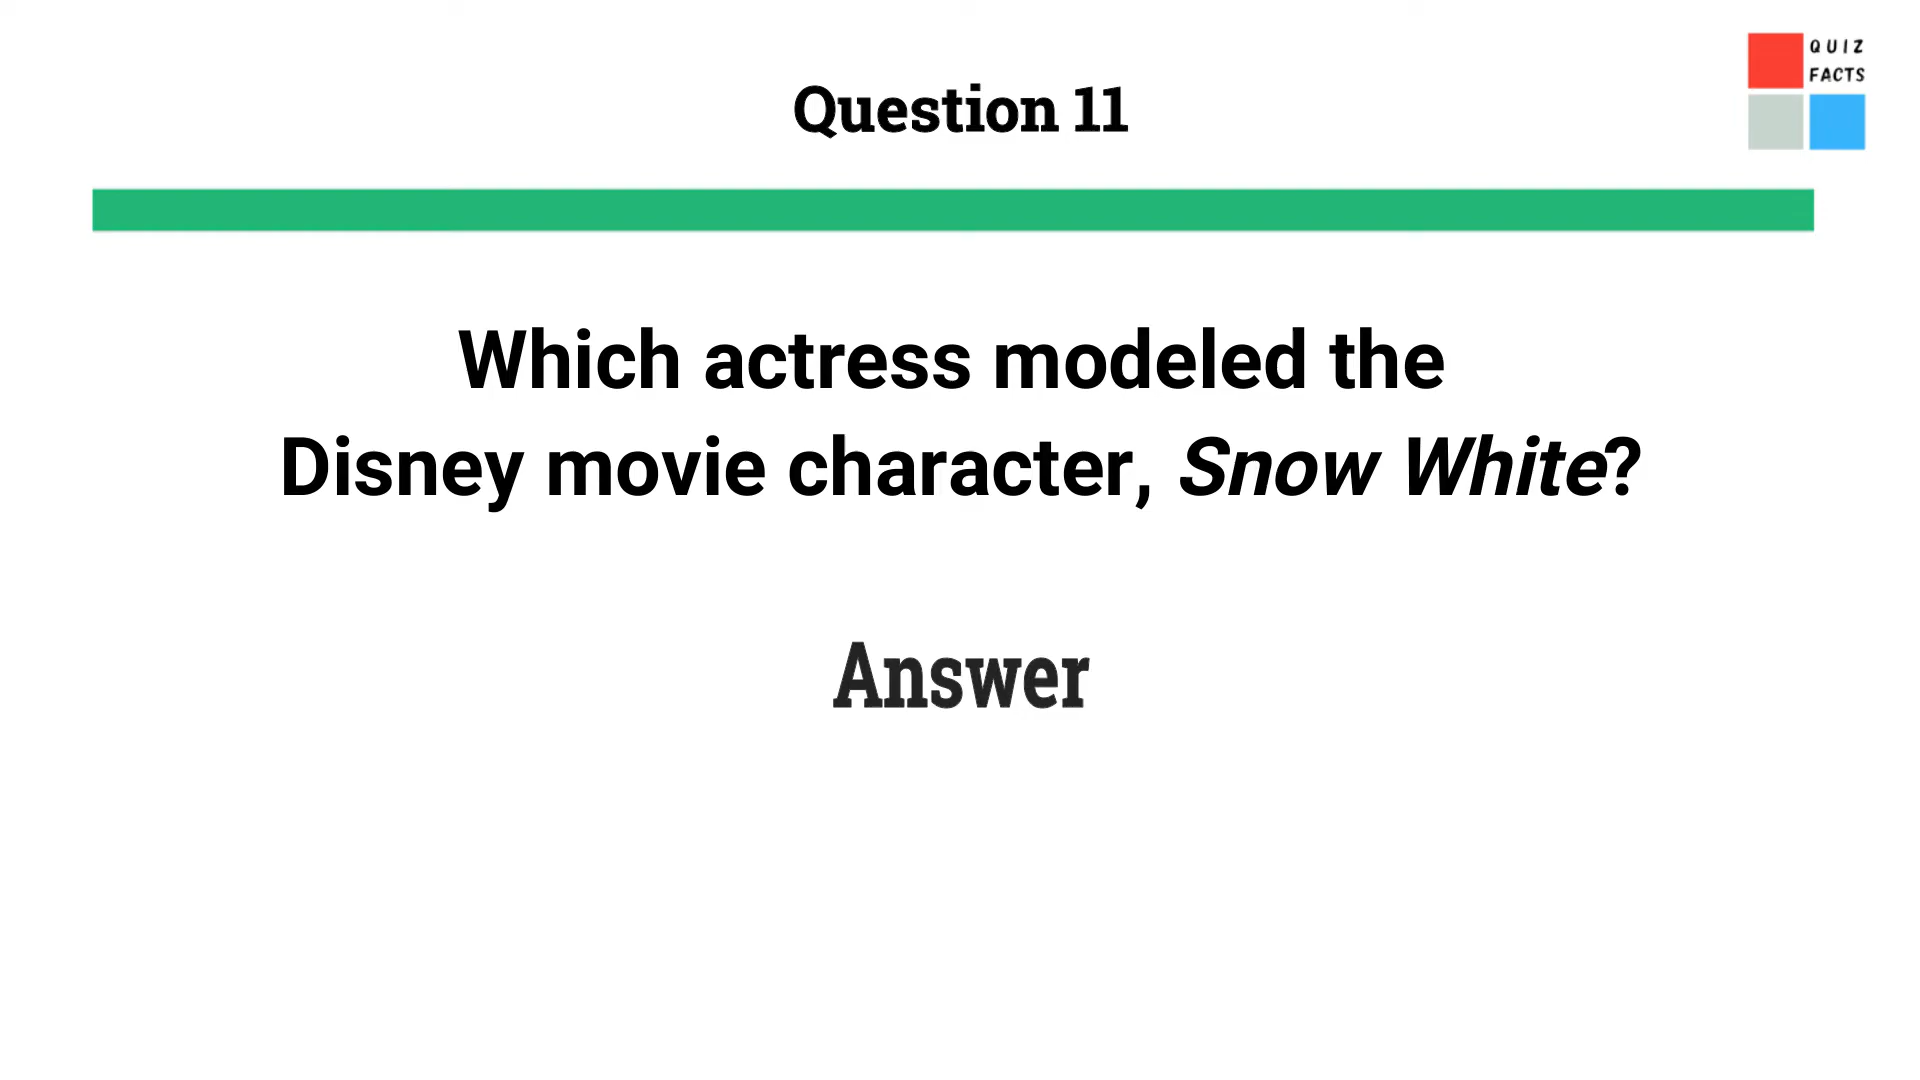 QUIZ
FACTS
Question 11
Which actress modeled the
Disney movie character, Snow White?
Answer